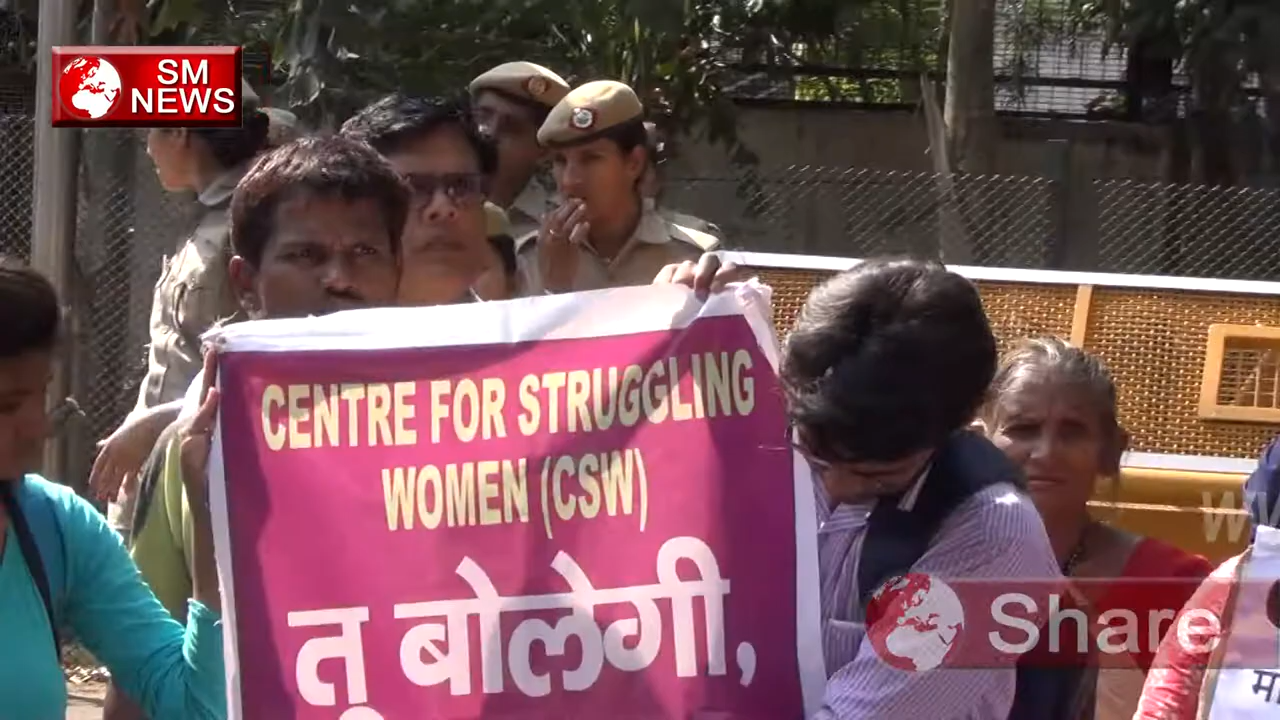 SM
NEWS
CENTRE FOR STRUGGLING
WOMEN (CSW)
तू बोलेगी,
Share